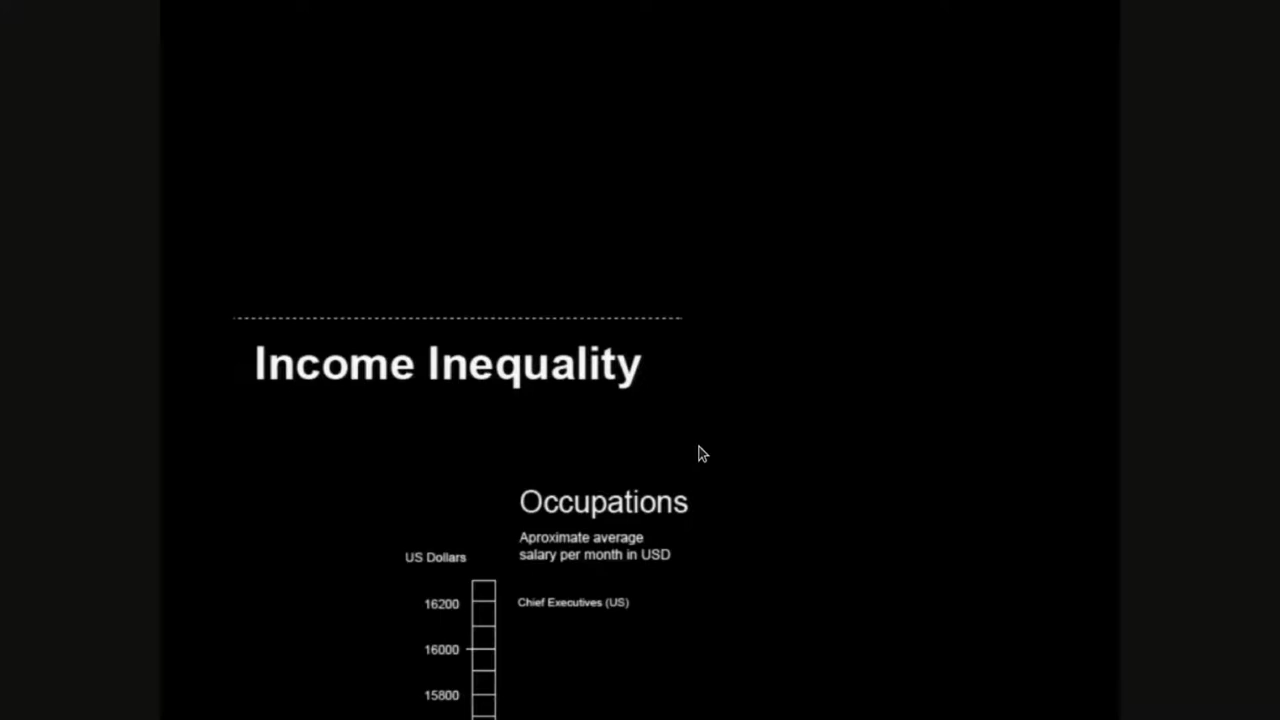 Income Inequality
Occupations
Aproximate average
salary per month in USD
US Dollars
16200
Chief Executives (US)
16000
15800